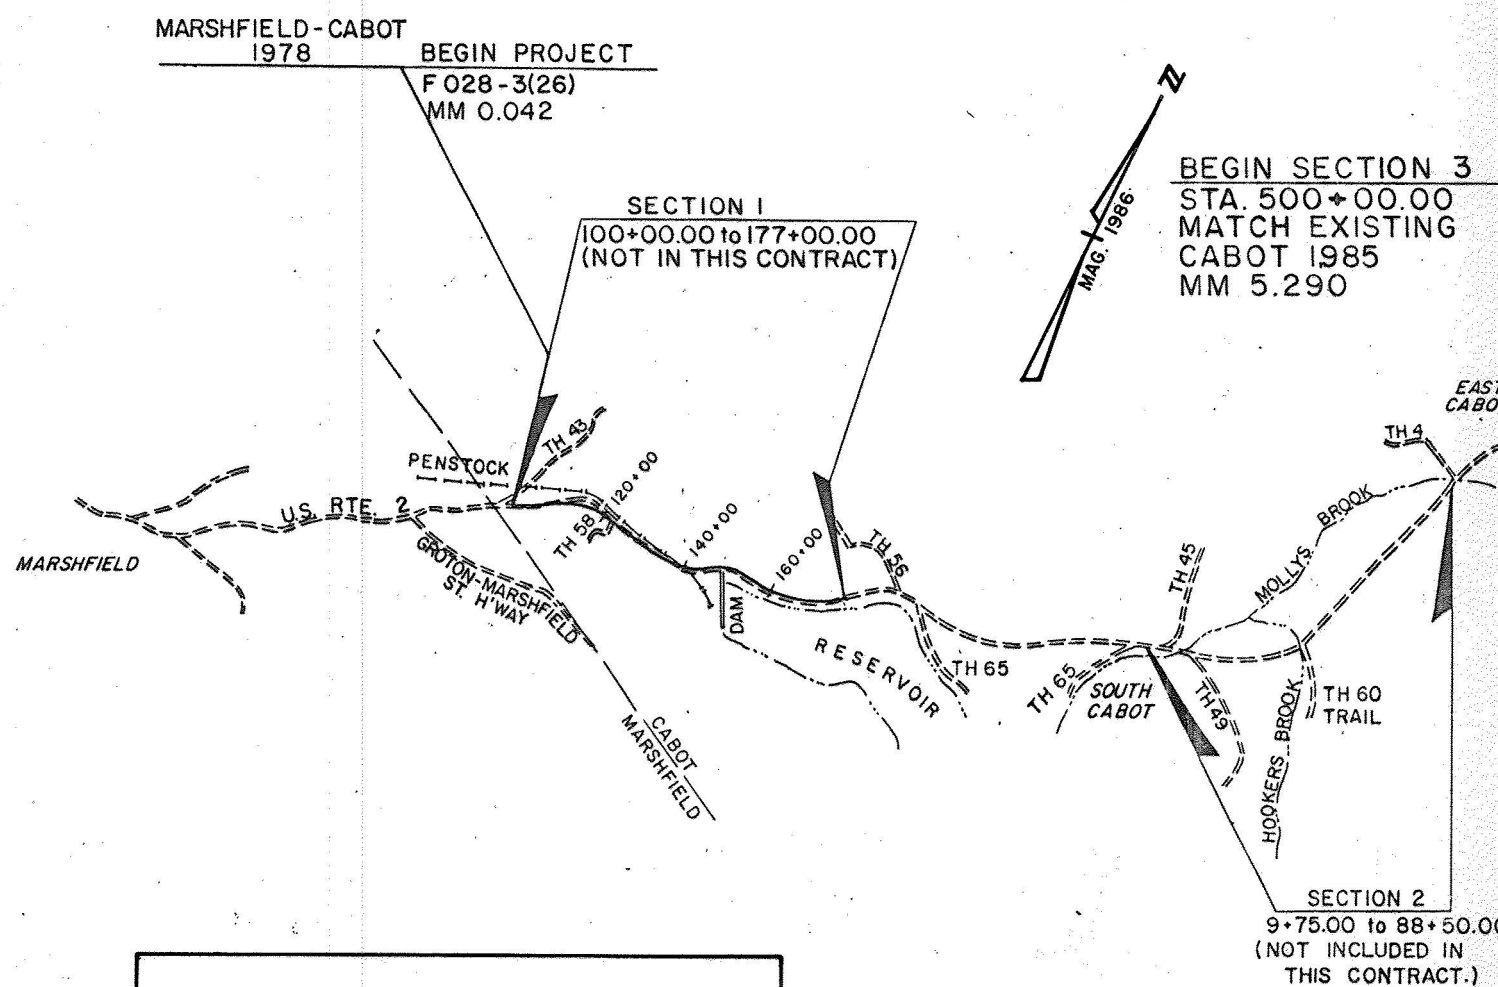 MARSHFIELD-CABOT
1978
BEGIN PROJECT
F 028-3(26)
MM 0.042
N
MAG. 1986
BEGIN SECTION 3
STA. 500+00.00
MATCH EXISTING
CABOT 1985
MM 5.290
SECTION 1
100+00.00 to 177+00.00
(NOT IN THIS CONTRACT)
EAST
CABO
TH 4
PENSTOCK
TH 43
120+00
U.S. RTE. 2
TH 58
140+00
160+00
TH 56
BROOK
MOLLYS
TH 45
MARSHFIELD
GROTON-MARSHFIELD
ST. H'WAY
DAM
RESERVOIR
TH 65
TH 65
SOUTH
CABOT
TH 49
TH 60
TRAIL
HOOKERS BROOK
CABOT
MARSHFIELD
SECTION 2
9+75.00 to 88+50.00
(NOT INCLUDED IN
THIS CONTRACT.)